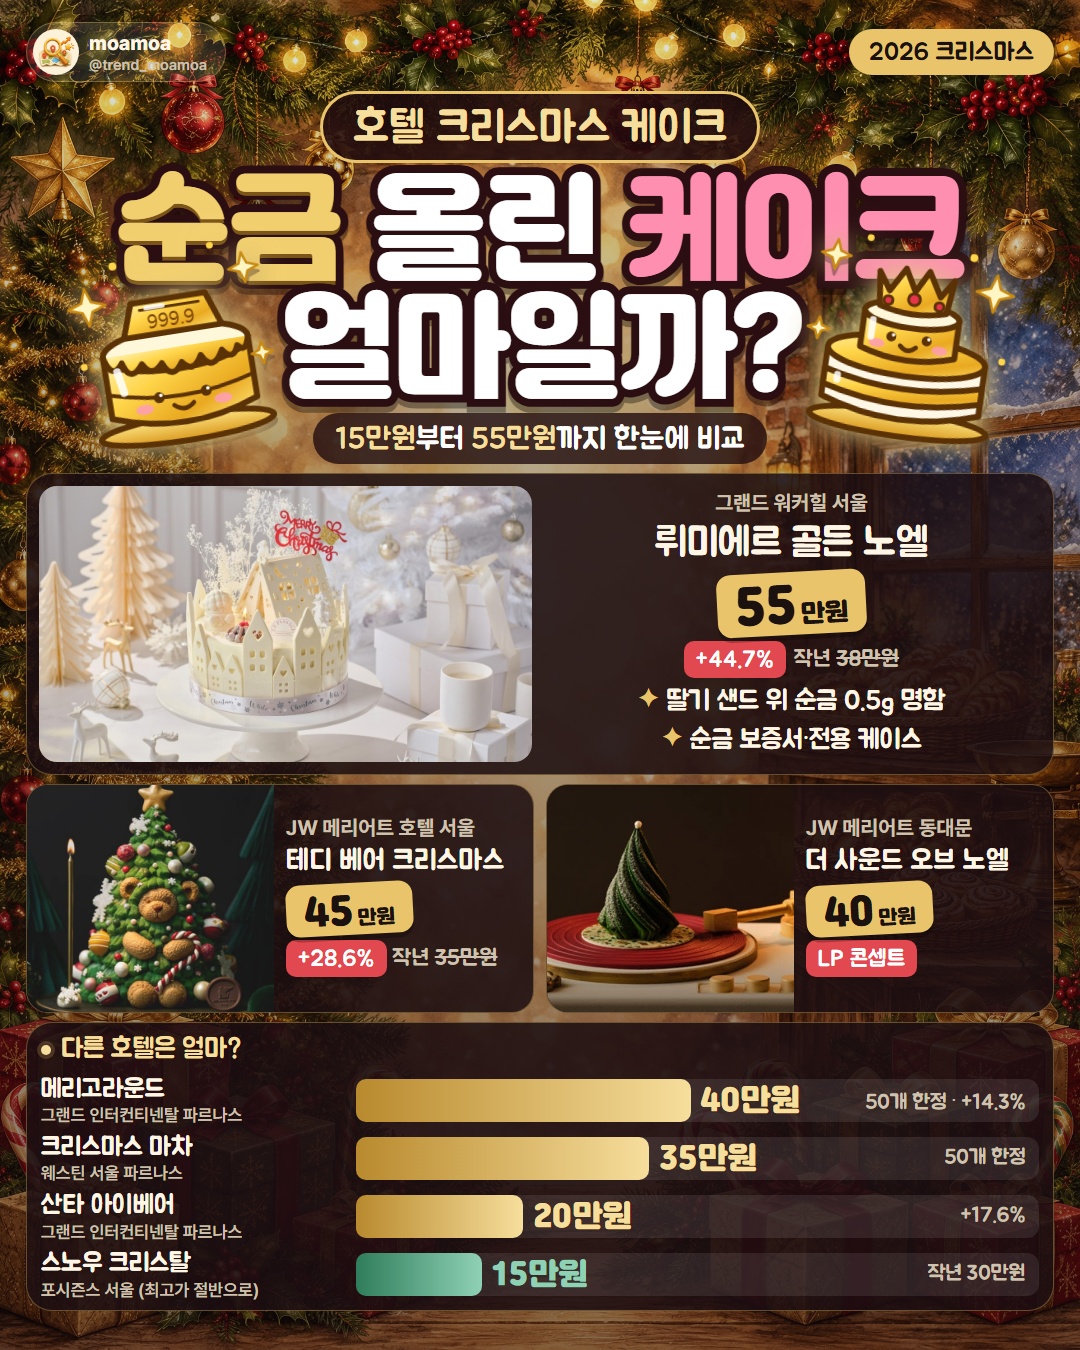 moamoa
@trend_moamoa
2026 크리스마스
호텔 크리스마스 케이크
순금 올린 케이크
얼마일까?
999.9
15만원부터 55만원까지 한눈에 비교
Merry Christmas
그랜드 워커힐 서울
뤼미에르 골든 노엘
55만원
+44.7% 작년 38만원
딸기 샌드 위 순금 0.5g 명함
순금 보증서·전용 케이스
JW 메리어트 호텔 서울
테디 베어 크리스마스
45만원
+28.6% 작년 35만원
JW 메리어트 동대문
더 사운드 오브 노엘
40만원
LP 콘셉트
다른 호텔은 얼마?
메리고라운드
그랜드 인터컨티넨탈 파르나스
40만원
50개 한정 · +14.3%
크리스마스 마차
웨스틴 서울 파르나스
35만원
50개 한정
산타 아이베어
그랜드 인터컨티넨탈 파르나스
20만원
+17.6%
스노우 크리스탈
포시즌스 서울 (최고가 절반으로)
15만원
작년 30만원